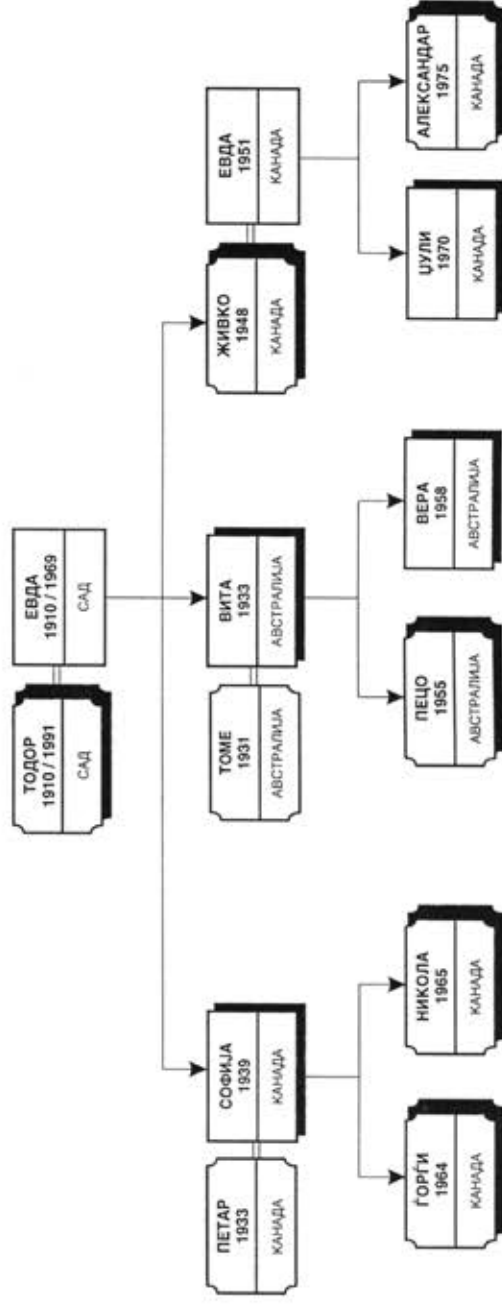 ТОДОР
1910 / 1991
САД
ЕВДА
1910 / 1969
САД
ПЕТАР
1933
КАНАДА
СОФИЈА
1939
КАНАДА
ТОМЕ
1931
АВСТРАЛИЈА
ВИТА
1933
АВСТРАЛИЈА
ЖИВКО
1948
КАНАДА
ЕВДА
1951
КАНАДА
ЃОРЃИ
1964
КАНАДА
НИКОЛА
1965
КАНАДА
ПЕЦО
1955
АВСТРАЛИЈА
ВЕРА
1958
АВСТРАЛИЈА
ЏУЛИ
1970
КАНАДА
АЛЕКСАНДАР
1975
КАНАДА